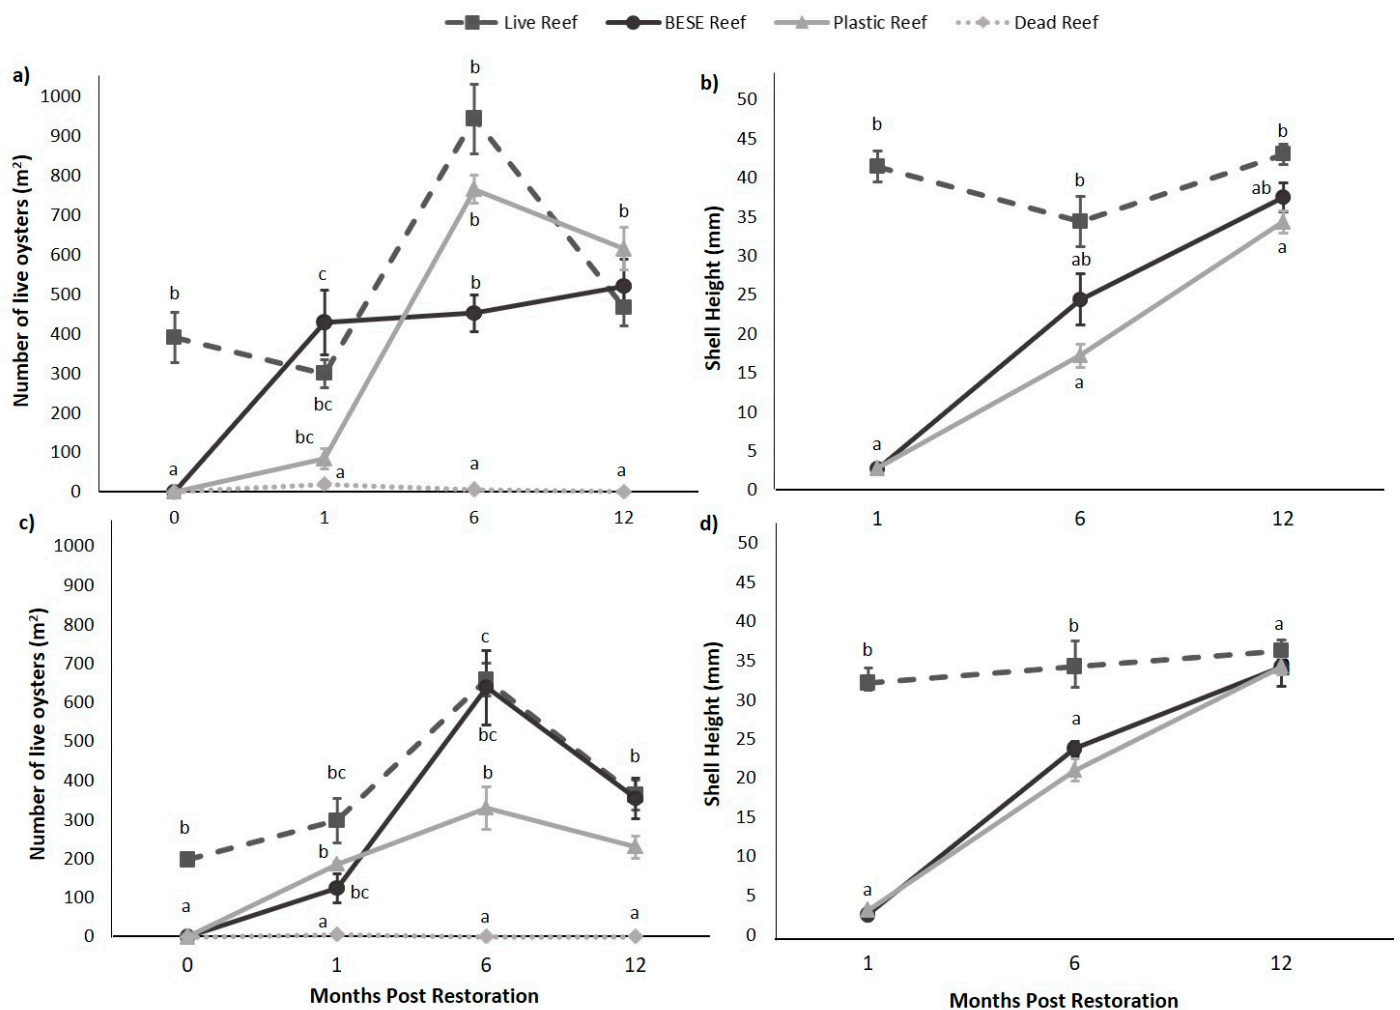 Live Reef BESE Reef Plastic Reef Dead Reef
a)
Number of live oysters (m²)
1000
900
800
700
600
500
400
300
200
100
0
b
a
c
bc
bc
a
b
b
b
a
b
a
0 1 6 12
b)
Shell Height (mm)
50
45
40
35
30
25
20
15
10
5
0
b
a
b
ab
a
b
ab
a
1 6 12
c)
Number of live oysters (m²)
1000
900
800
700
600
500
400
300
200
100
0
b
a
bc
b
bc
a
c
bc
b
a
b
a
0 1 6 12
Months Post Restoration
d)
Shell Height (mm)
50
45
40
35
30
25
20
15
10
5
0
b
a
b
a
a
1 6 12
Months Post Restoration